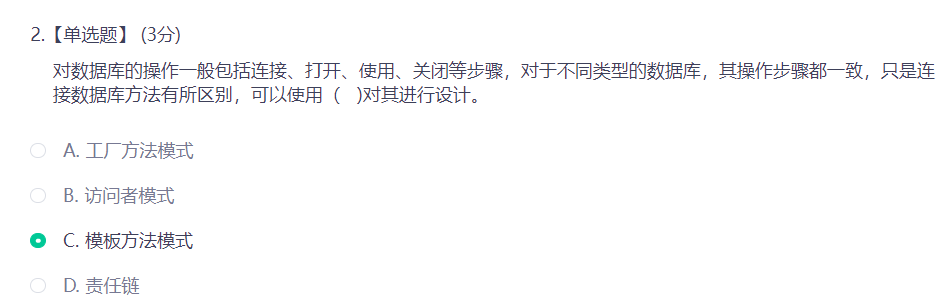 2.【单选题】 (3分)
对数据库的操作一般包括连接、打开、使用、关闭等步骤，对于不同类型的数据库，其操作步骤都一致，只是连
接数据库方法有所区别，可以使用（ )对其进行设计。
A. 工厂方法模式
B. 访问者模式
C. 模板方法模式
D. 责任链